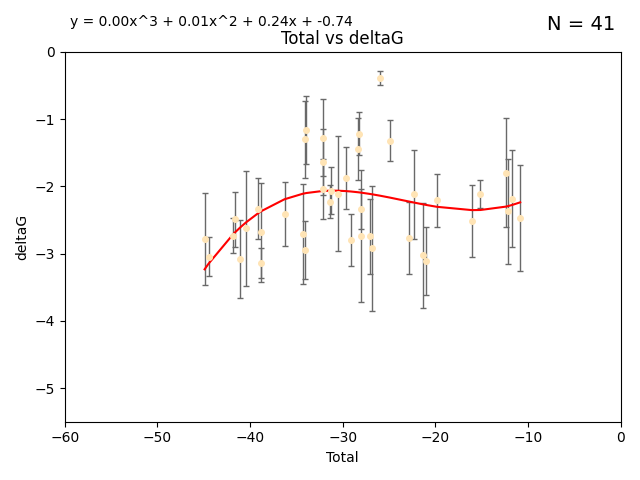 y = 0.00x^3 + 0.01x^2 + 0.24x + -0.74
N = 41
Total vs deltaG
0
−1
−2
−3
−4
−5
deltaG
−60 −50 −40 −30 −20 −10 0
Total